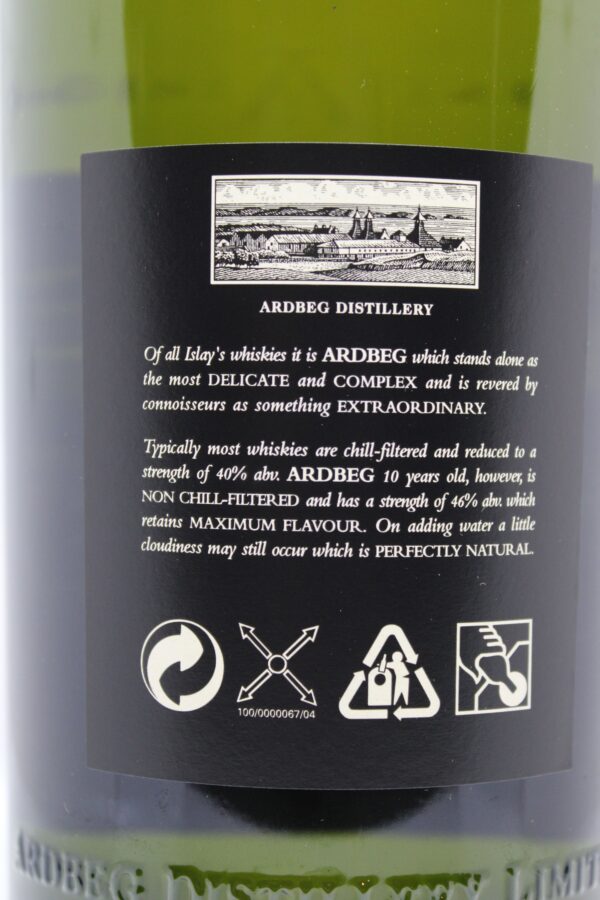 ARDBEG DISTILLERY
Of all Islay's whiskies it is ARDBEG which stands alone as
the most DELICATE and COMPLEX and is revered by
connoisseurs as something EXTRAORDINARY.
Typically most whiskies are chill-filtered and reduced to a
strength of 40% abv. ARDBEG 10 years old, however, is
NON CHILL-FILTERED and has a strength of 46% abv. which
retains MAXIMUM FLAVOUR. On adding water a little
cloudiness may still occur which is PERFECTLY NATURAL.
100/0000067/04
ARDBEG DISTILLERY LIMITE